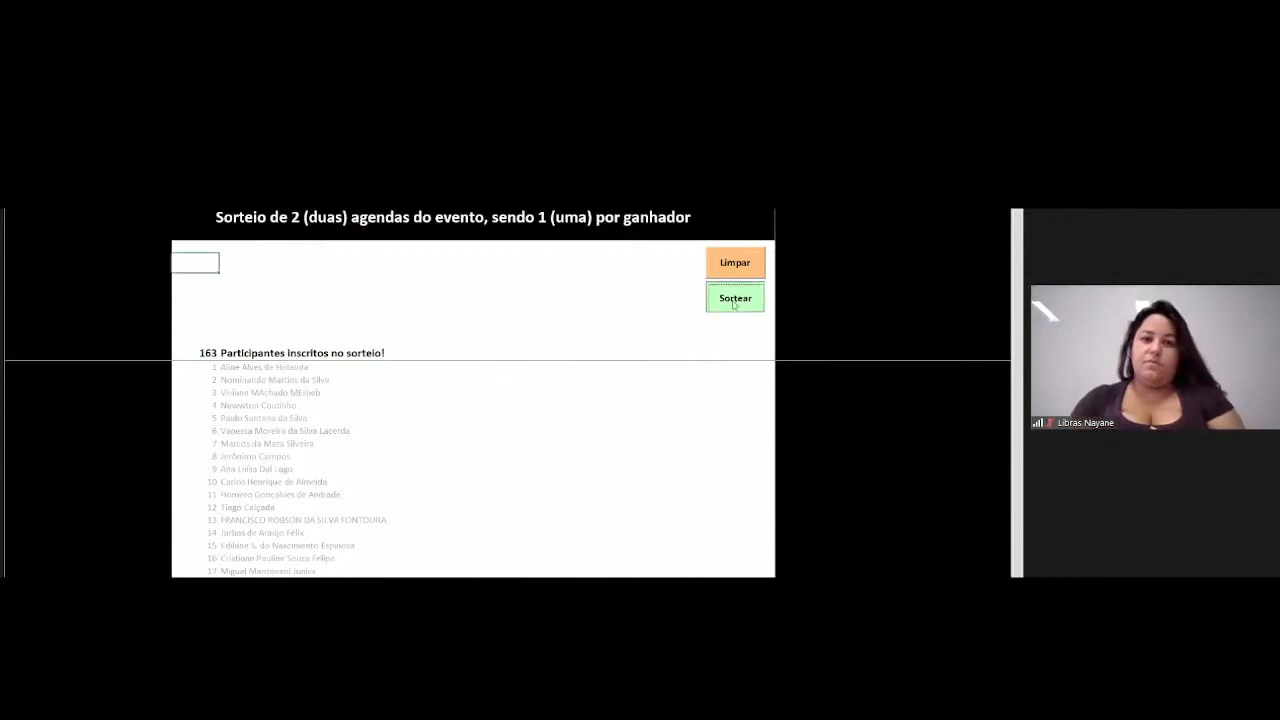 Sorteio de 2 (duas) agendas do evento, sendo 1 (uma) por ganhador
Limpar
Sortear
163 Participantes inscritos no sorteio!
1 Aline Alves de Holanda
2 Nominando Martins da Silva
3 Viviane MAchado MErheb
4 Newwton Coutinho
5 Paulo Santana da Silva
6 Vanessa Moreira da Silva Lacerda
7 Marcos da Mata Silveira
8 Jerônimo Campos
9 Ana Luísa Dal Lago
10 Carlos Henrique de Almeida
11 Homero Gonçalves de Andrade
12 Tiago Calçada
13 FRANCISCO ROBSON DA SILVA FONTOURA
14 Jarbas de Araújo Félix
15 Edilane S. do Nascimento Espinosa
16 Cristiane Pauline Souza Felipe
17 Miguel Mantovani Junior
Libras Nayane